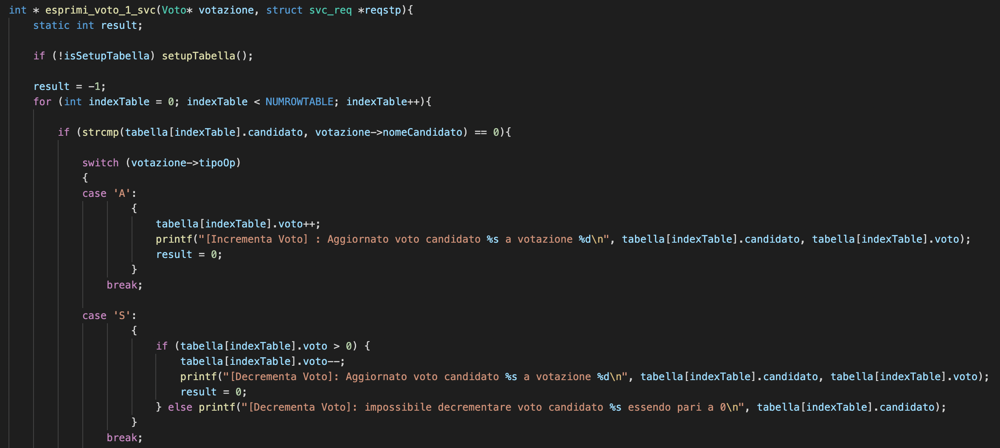 int * esprimi_voto_1_svc(Voto* votazione, struct svc_req *reqstp){
    static int result;

    if (!isSetupTabella) setupTabella();

    result = -1;
    for (int indexTable = 0; indexTable < NUMROWTABLE; indexTable++){

        if (strcmp(tabella[indexTable].candidato, votazione->nomeCandidato) == 0){

            switch (votazione->tipoOp)
            {
            case 'A':
                    {
                        tabella[indexTable].voto++;
                        printf("[Incrementa Voto] : Aggiornato voto candidato %s a votazione %d\n", tabella[indexTable].candidato, tabella[indexTable].voto);
                        result = 0;
                    }
                break;

            case 'S':
                    {
                        if (tabella[indexTable].voto > 0) {
                            tabella[indexTable].voto--;
                            printf("[Decrementa Voto]: Aggiornato voto candidato %s a votazione %d\n", tabella[indexTable].candidato, tabella[indexTable].voto);
                            result = 0;
                        } else printf("[Decrementa Voto]: impossibile decrementare voto candidato %s essendo pari a 0\n", tabella[indexTable].candidato);
                    }
                break;